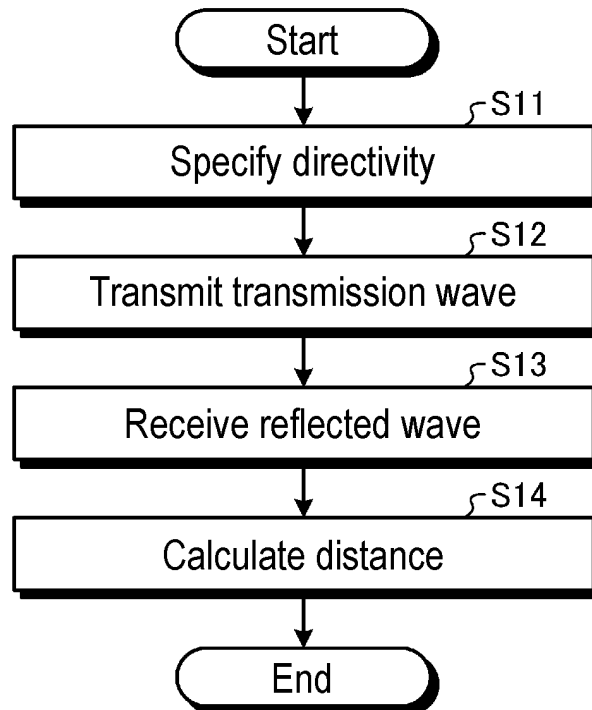 Start
S11
Specify directivity
S12
Transmit transmission wave
S13
Receive reflected wave
S14
Calculate distance
End